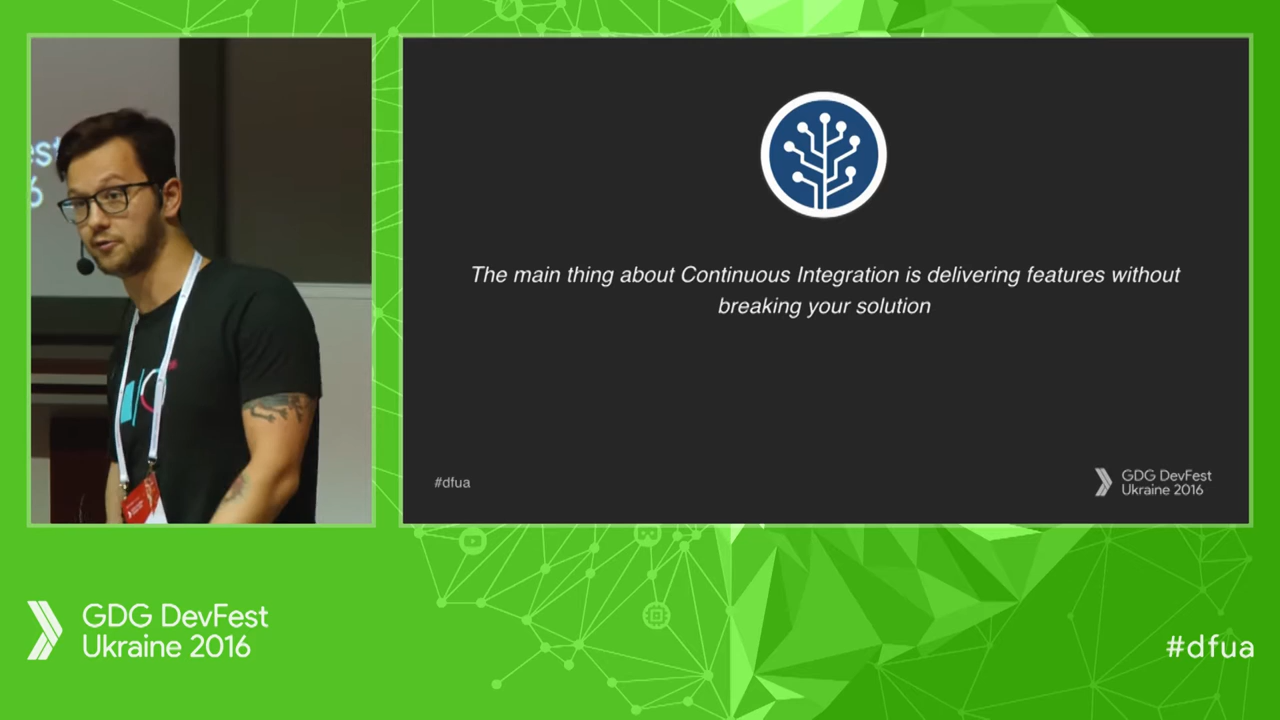 The main thing about Continuous Integration is delivering features without
breaking your solution
#dfua
GDG DevFest
Ukraine 2016
GDG DevFest
Ukraine 2016
#dfua